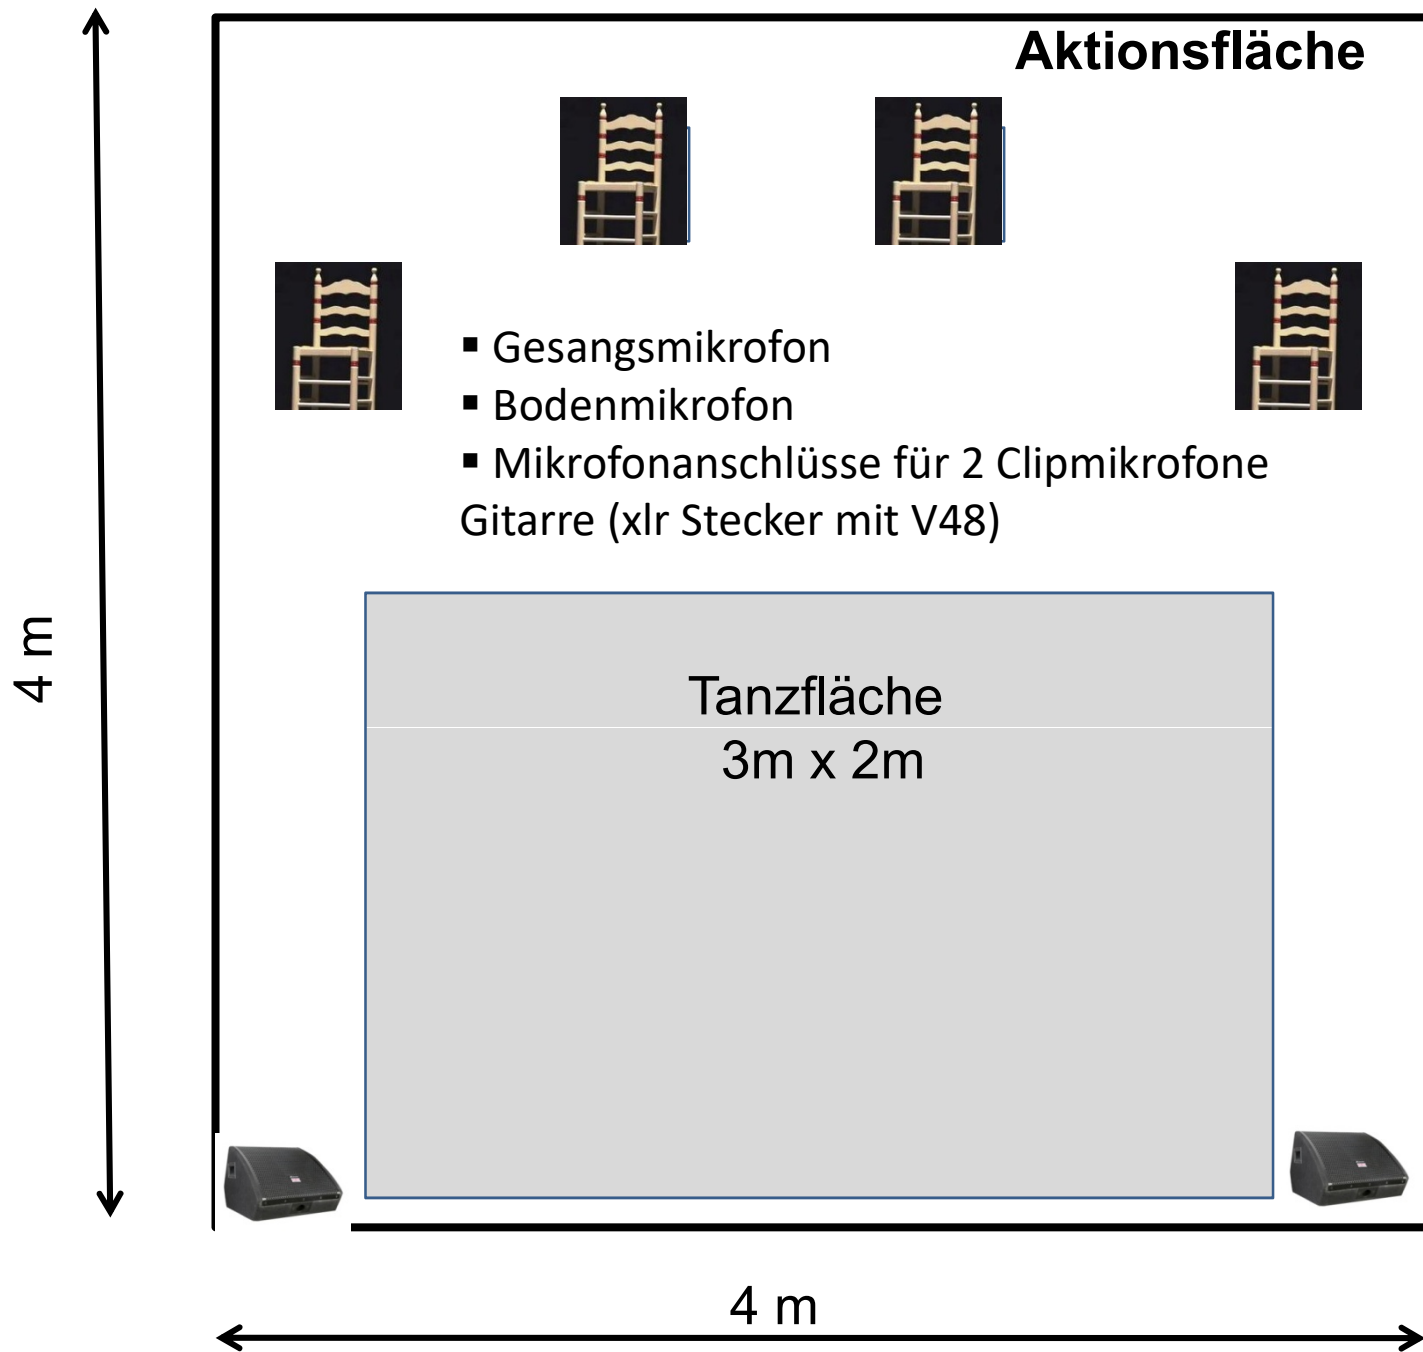 Aktionsfläche
▪ Gesangsmikrofon
▪ Bodenmikrofon
▪ Mikrofonanschlüsse für 2 Clipmikrofone
Gitarre (xlr Stecker mit V48)
4 m
Tanzfläche
3m x 2m
4 m